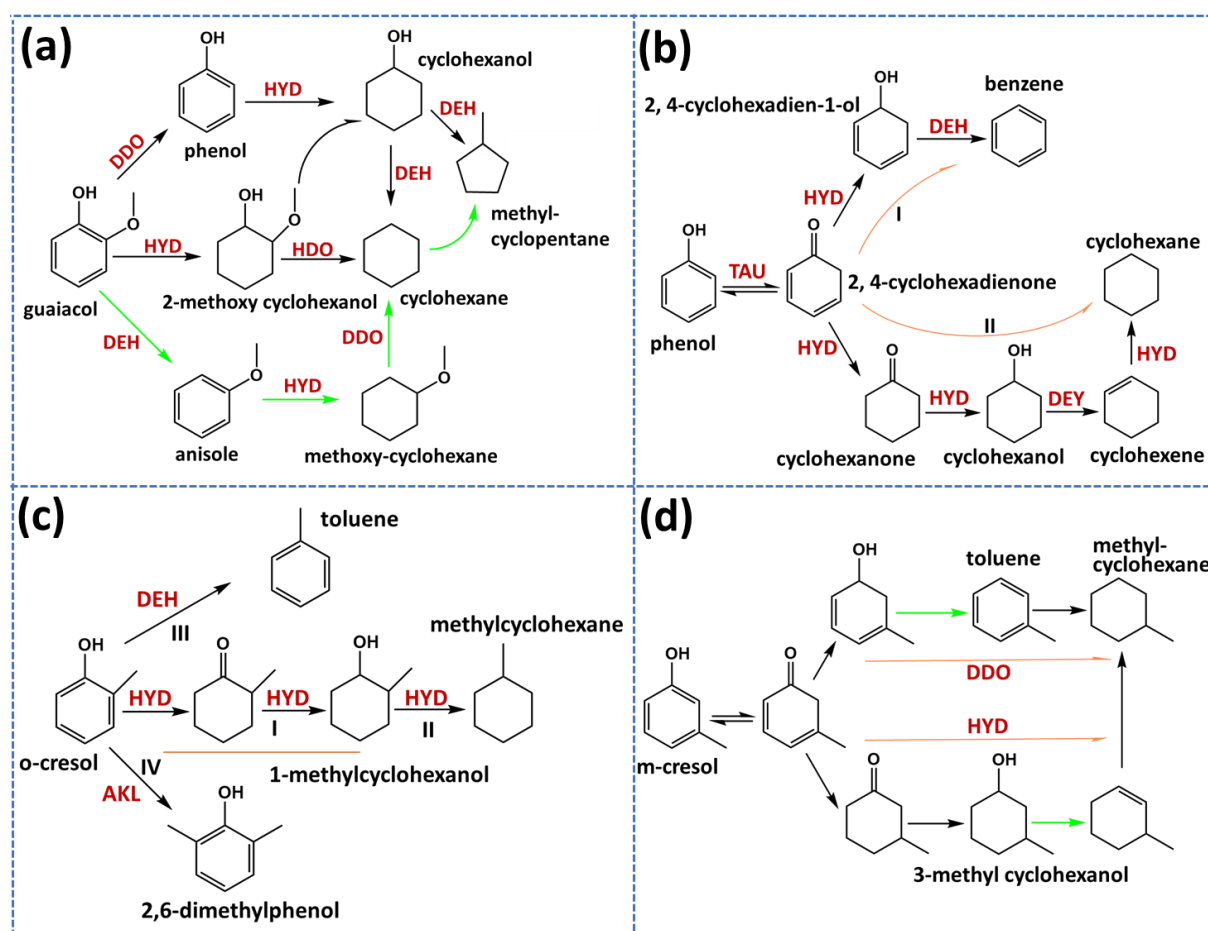 (a)
OH
cyclohexanol
HYD
DEH
phenol
DDO
OH
OH
O
DEH
methyl-
cyclopentane
O
HYD
HDO
guaiacol
2-methoxy cyclohexanol
cyclohexane
DEH
DDO
O
HYD
O
anisole
methoxy-cyclohexane
OH
(b)
OH
2, 4-cyclohexadien-1-ol
benzene
DEH
HYD
I
OH
O
cyclohexane
TAU
2, 4-cyclohexadienone
phenol
II
HYD
O
OH
HYD
HYD
DEY
cyclohexanone
cyclohexanol
cyclohexene
(c)
toluene
DEH
III
OH
O
OH
methylcyclohexane
HYD
HYD
HYD
I
II
o-cresol
IV
1-methylcyclohexanol
AKL
OH
2,6-dimethylphenol
(d)
OH
toluene
methyl-
cyclohexane
OH
O
DDO
HYD
m-cresol
O
OH
3-methyl cyclohexanol